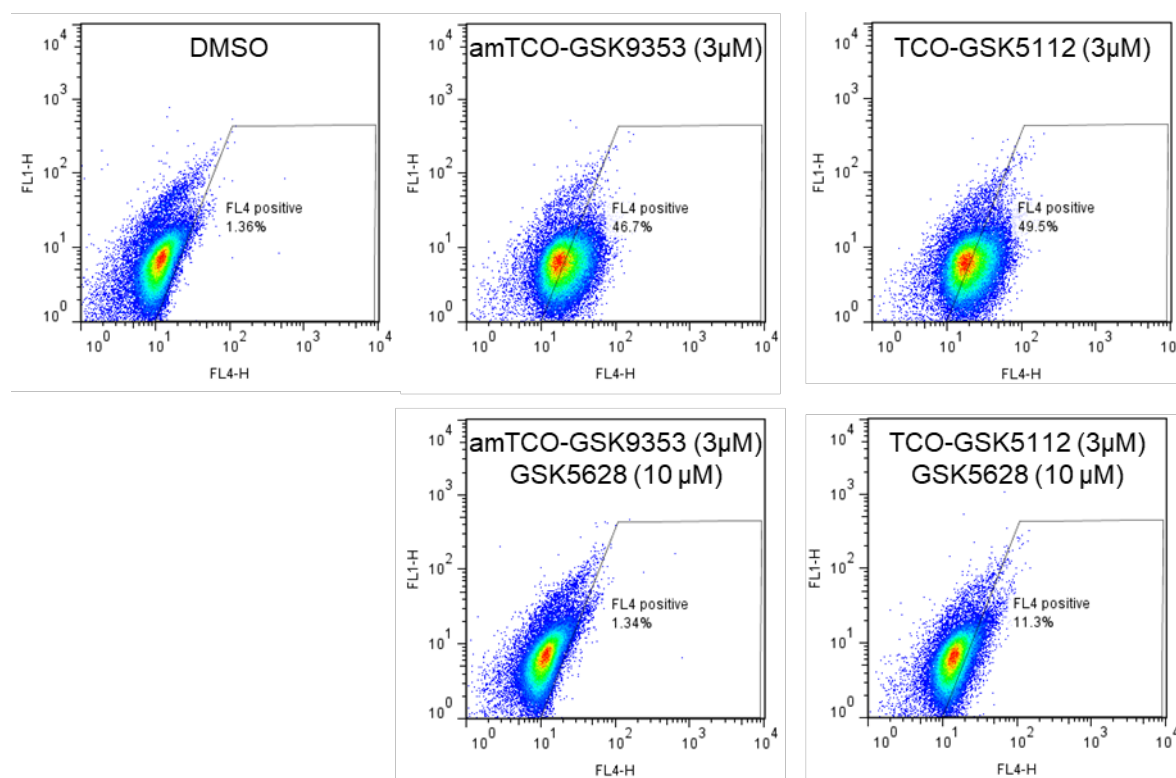 DMSO
10^4
10^3
10^2
10^1
10^0
FL1-H
FL4 positive
1.36%
10^0 10^1 10^2 10^3 10^4
FL4-H
amTCO-GSK9353 (3µM)
10^4
10^3
10^2
10^1
10^0
FL1-H
FL4 positive
46.7%
10^0 10^1 10^2 10^3 10^4
FL4-H
TCO-GSK5112 (3µM)
10^4
10^3
10^2
10^1
10^0
FL1-H
FL4 positive
49.5%
10^0 10^1 10^2 10^3 10^4
FL4-H
amTCO-GSK9353 (3µM)
GSK5628 (10 µM)
10^4
10^3
10^2
10^1
10^0
FL1-H
FL4 positive
1.34%
10^0 10^1 10^2 10^3 10^4
FL4-H
TCO-GSK5112 (3µM)
GSK5628 (10 µM)
10^4
10^3
10^2
10^1
10^0
FL1-H
FL4 positive
11.3%
10^0 10^1 10^2 10^3 10^4
FL4-H